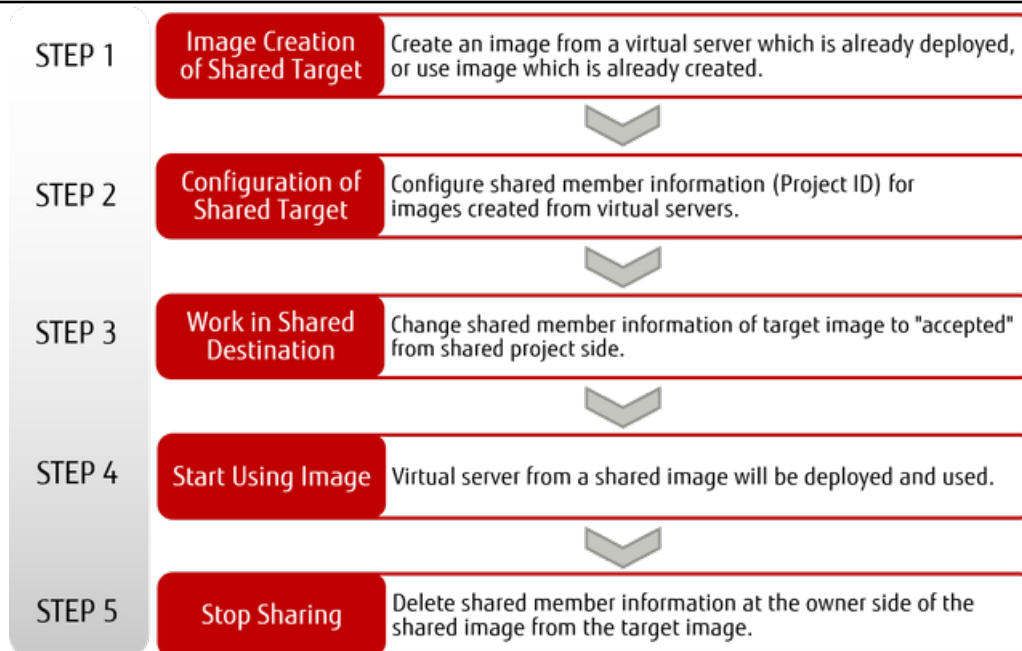 STEP 1
Image Creation
of Shared Target
Create an image from a virtual server which is already deployed,
or use image which is already created.
STEP 2
Configuration of
Shared Target
Configure shared member information (Project ID) for
images created from virtual servers.
STEP 3
Work in Shared
Destination
Change shared member information of target image to "accepted"
from shared project side.
STEP 4
Start Using Image
Virtual server from a shared image will be deployed and used.
STEP 5
Stop Sharing
Delete shared member information at the owner side of the
shared image from the target image.